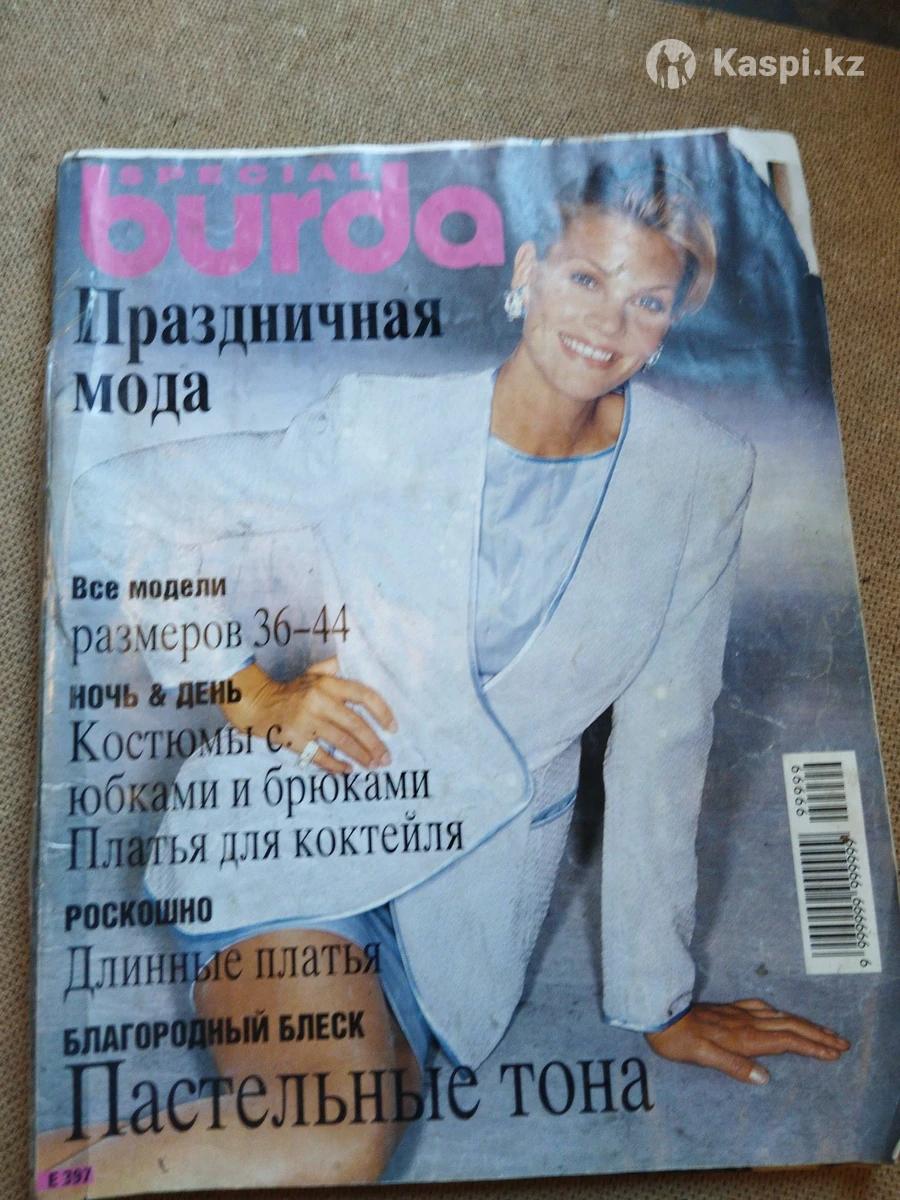 Kaspi.kz
SPECIAL
burda
Праздничная
мода
Все модели
размеров 36-44
НОЧЬ & ДЕНЬ
Костюмы с
юбками и брюками
Платья для коктейля
РОСКОШНО
Длинные платья
БЛАГОРОДНЫЙ БЛЕСК
Пастельные тона
E 397
66666